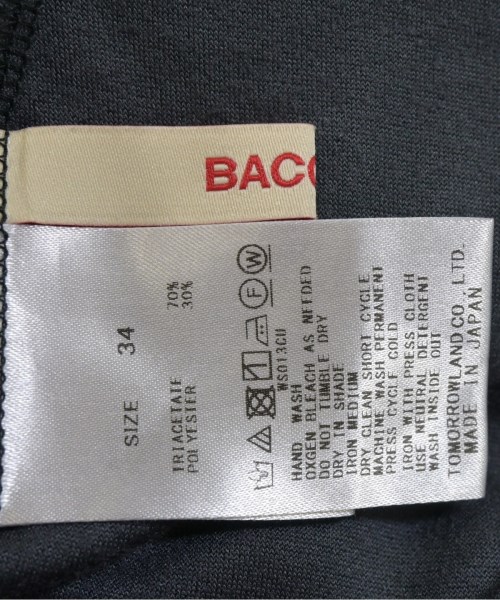 BACC
SIZE 34
TRIACETATE 70%
POLYESTER 30%
WS013CU
HAND WASH
OXGEN BLEACH AS NEEDED
DO NOT TUMBLE DRY
DRY IN SHADE
IRON MEDIUM
DRY CLEAN SHORT CYCLE
MACHINE WASH PERMANENT
PRESS CYCLE COLD
IRON W/PRESS CLOTH
USE NEUTRAL DETERGENT
WASH INSIDE OUT
TOMORROWLAND CO., LTD.
MADE IN JAPAN
F
W